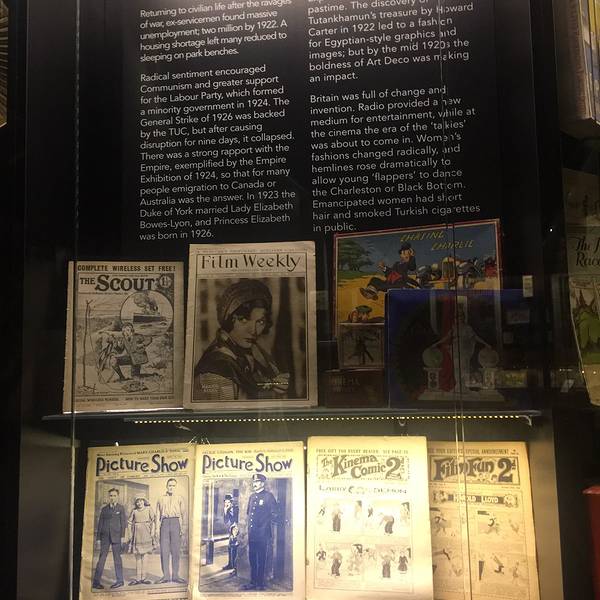 Returning to civilian life after the ravages
of war, ex-servicemen found massive
unemployment; two million by 1922. A
housing shortage left many reduced to
sleeping on park benches.
Radical sentiment encouraged
Communism and greater support
for the Labour Party, which formed
a minority government in 1924. The
General Strike of 1926 was backed
by the TUC, but after causing
disruption for nine days, it collapsed.
There was a strong rapport with the
Empire, exemplified by the Empire
Exhibition of 1924, so that for many
people emigration to Canada or
Australia was the answer. In 1923 the
Duke of York married Lady Elizabeth
Bowes-Lyon, and Princess Elizabeth
was born in 1926.
pastime. The discovery of
Tutankhamun's treasure by Howard
Carter in 1922 led to a fashion
for Egyptian-style graphics and
images; but by the mid 1920s the
boldness of Art Deco was making
an impact.
Britain was full of change and
invention. Radio provided a new
medium for entertainment, while at
the cinema the era of the 'talkies'
was about to come in. Women's
fashions changed radically, and
hemlines rose dramatically to
allow young 'flappers' to dance
the Charleston or Black Bottom.
Emancipated women had short
hair and smoked Turkish cigarettes
in public.
COMPLETE WIRELESS SET FREE!
THE SCOUT
Film Weekly
CHASING CHARLIE
Picture Show
Picture Show
The Kinema Comic 2d
LARRY SEMON
Film Fun 2d
HAROLD LLOYD